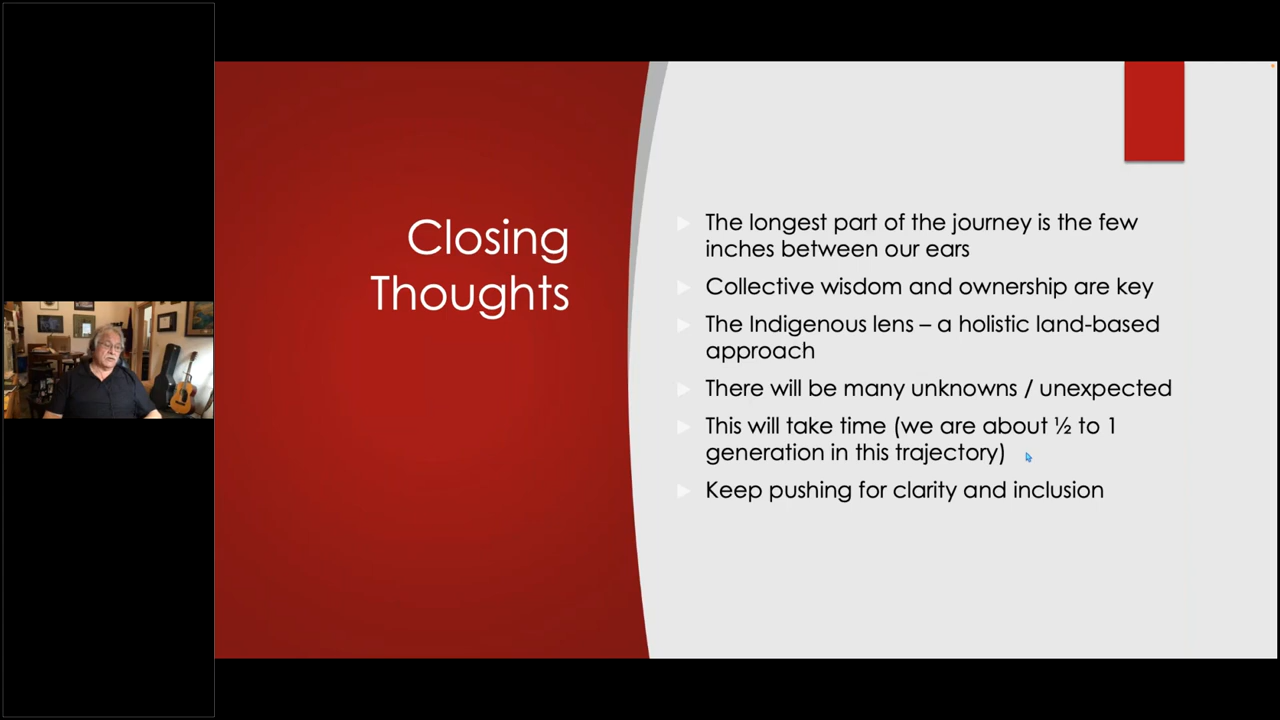 Closing
Thoughts
The longest part of the journey is the few
inches between our ears
Collective wisdom and ownership are key
The Indigenous lens – a holistic land-based
approach
There will be many unknowns / unexpected
This will take time (we are about ½ to 1
generation in this trajectory)
Keep pushing for clarity and inclusion